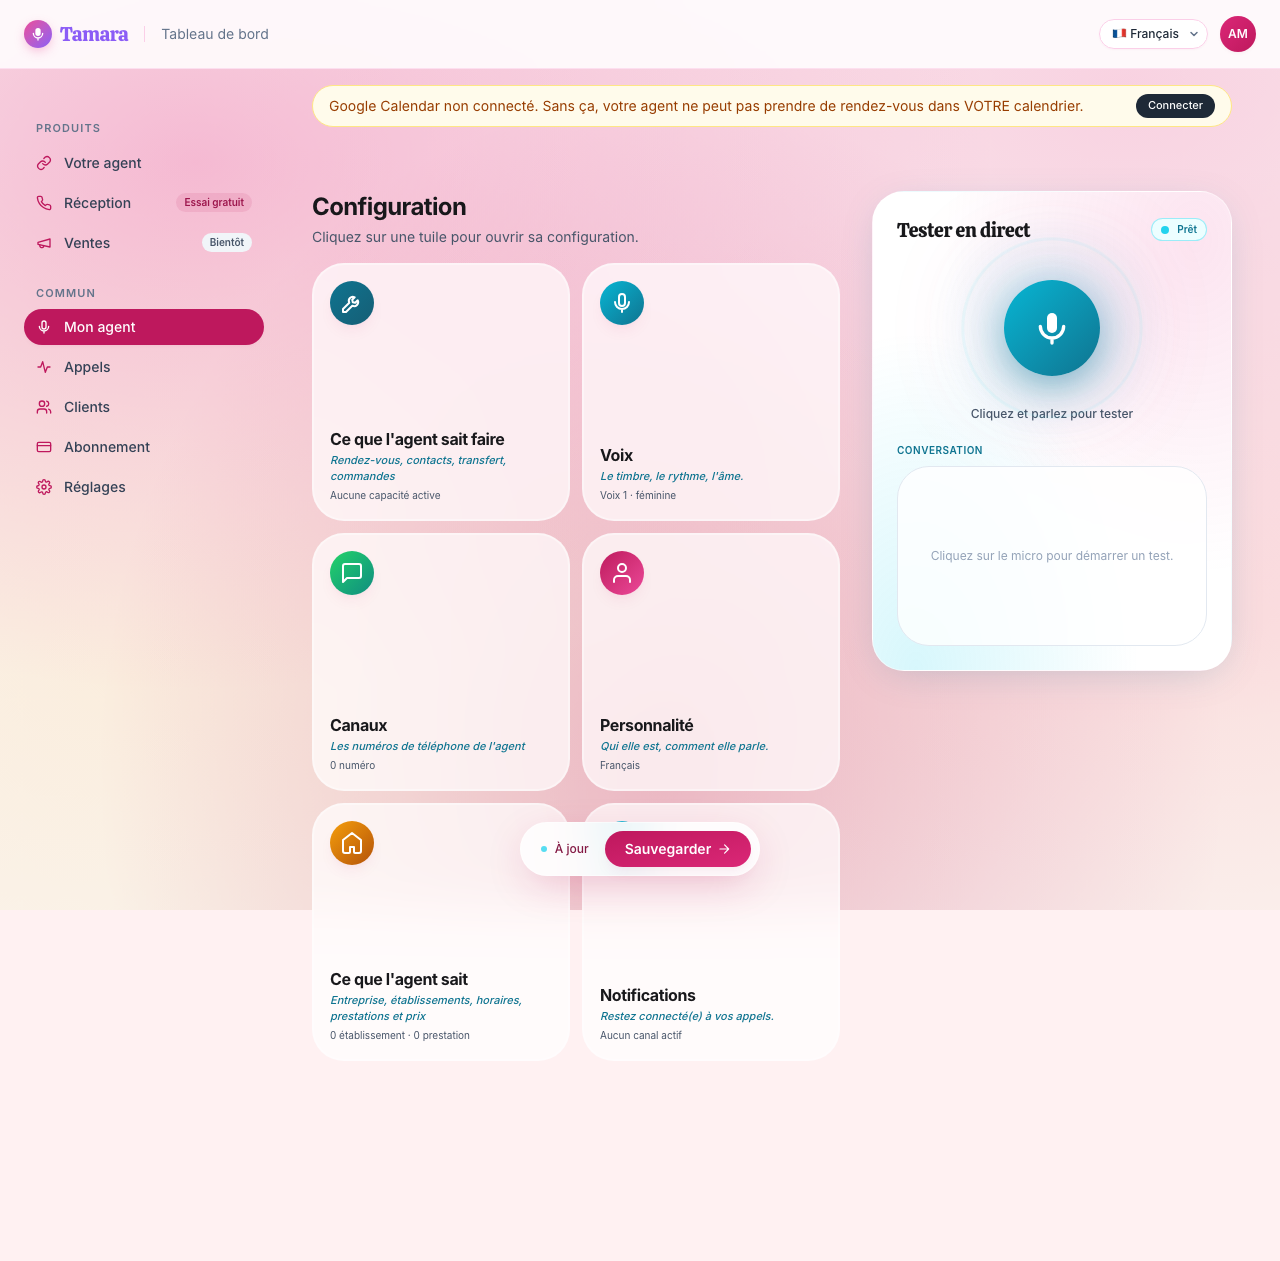 Tamara
Tableau de bord
Français
AM
Google Calendar non connecté. Sans ça, votre agent ne peut pas prendre de rendez-vous dans VOTRE calendrier.
Connecter
PRODUITS
Votre agent
Réception
Essai gratuit
Ventes
Bientôt
COMMUN
Mon agent
Appels
Clients
Abonnement
Réglages
Configuration
Cliquez sur une tuile pour ouvrir sa configuration.
Ce que l'agent sait faire
Rendez-vous, contacts, transfert,
commandes
Aucune capacité active
Voix
Le timbre, le rythme, l'âme.
Voix 1 · féminine
Canaux
Les numéros de téléphone de l'agent
0 numéro
Personnalité
Qui elle est, comment elle parle.
Français
Ce que l'agent sait
Entreprise, établissements, horaires,
prestations et prix
0 établissement · 0 prestation
Notifications
Restez connecté(e) à vos appels.
Aucun canal actif
À jour
Sauvegarder
Tester en direct
Prêt
Cliquez et parlez pour tester
CONVERSATION
Cliquez sur le micro pour démarrer un test.